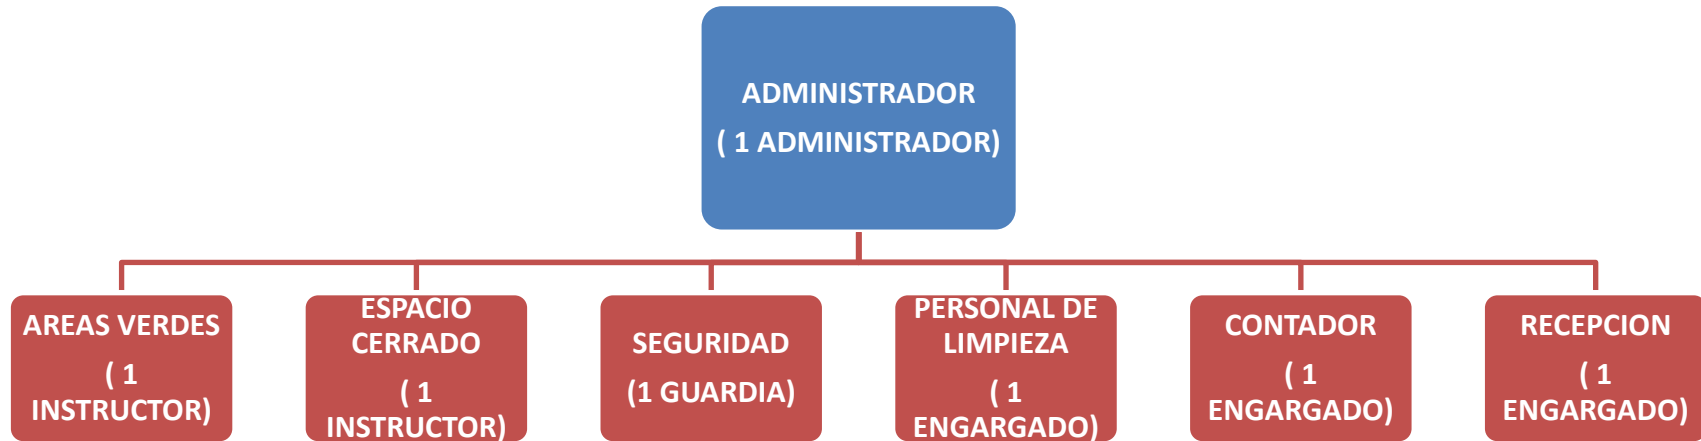 ADMINISTRADOR
( 1 ADMINISTRADOR)
AREAS VERDES
( 1
INSTRUCTOR)
ESPACIO
CERRADO
( 1
INSTRUCTOR)
SEGURIDAD
(1 GUARDIA)
PERSONAL DE
LIMPIEZA
( 1
ENGARGADO)
CONTADOR
( 1
ENGARGADO)
RECEPCION
( 1
ENGARGADO)